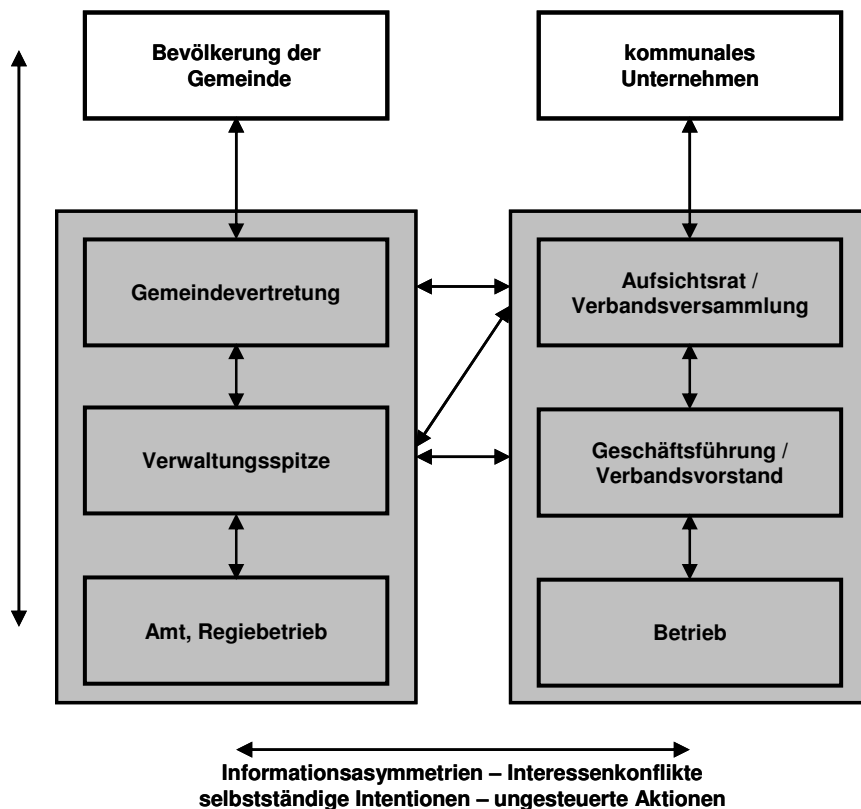 Bevölkerung der
Gemeinde
kommunales
Unternehmen
Gemeindevertretung
Aufsichtsrat /
Verbandsversammlung
Verwaltungsspitze
Geschäftsführung /
Verbandsvorstand
Amt, Regiebetrieb
Betrieb
Informationsasymmetrien – Interessenkonflikte
selbstständige Intentionen – ungesteuerte Aktionen